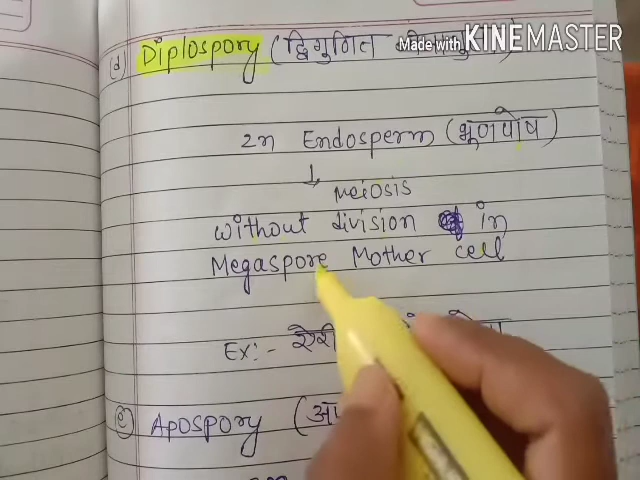 Made with KINEMASTER
(d) Diplospory (द्विगुणित
2n Endosperm (भ्रूणपोष)
↓ meiosis
without division in
Megaspore Mother cell
Ex:-
(e) Apospory (